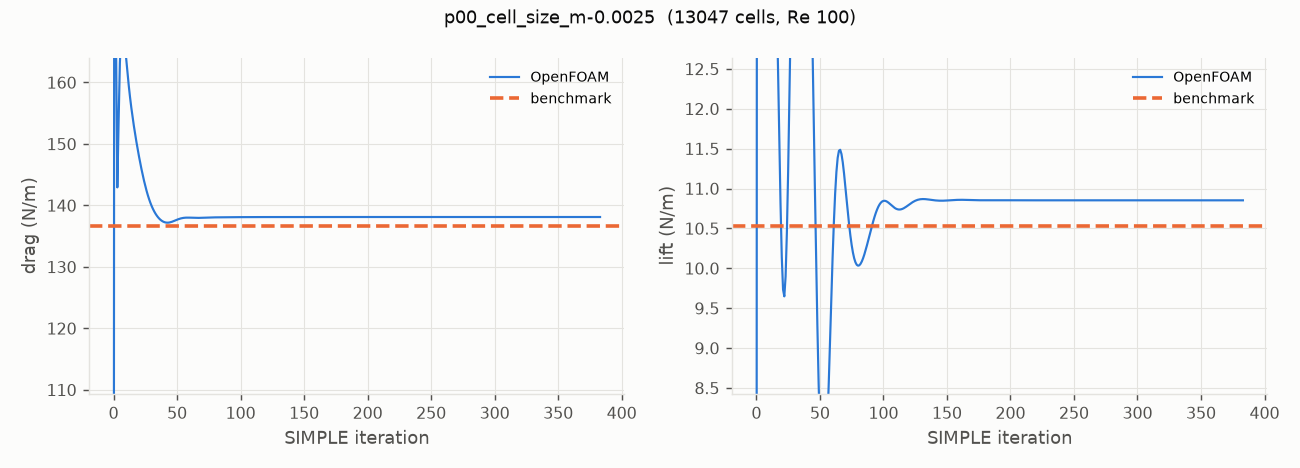 p00_cell_size_m-0.0025  (13047 cells, Re 100)
drag (N/m)
160
150
140
130
120
110
OpenFOAM
benchmark
0 50 100 150 200 250 300 350 400
SIMPLE iteration
lift (N/m)
12.5
12.0
11.5
11.0
10.5
10.0
9.5
9.0
8.5
OpenFOAM
benchmark
0 50 100 150 200 250 300 350 400
SIMPLE iteration